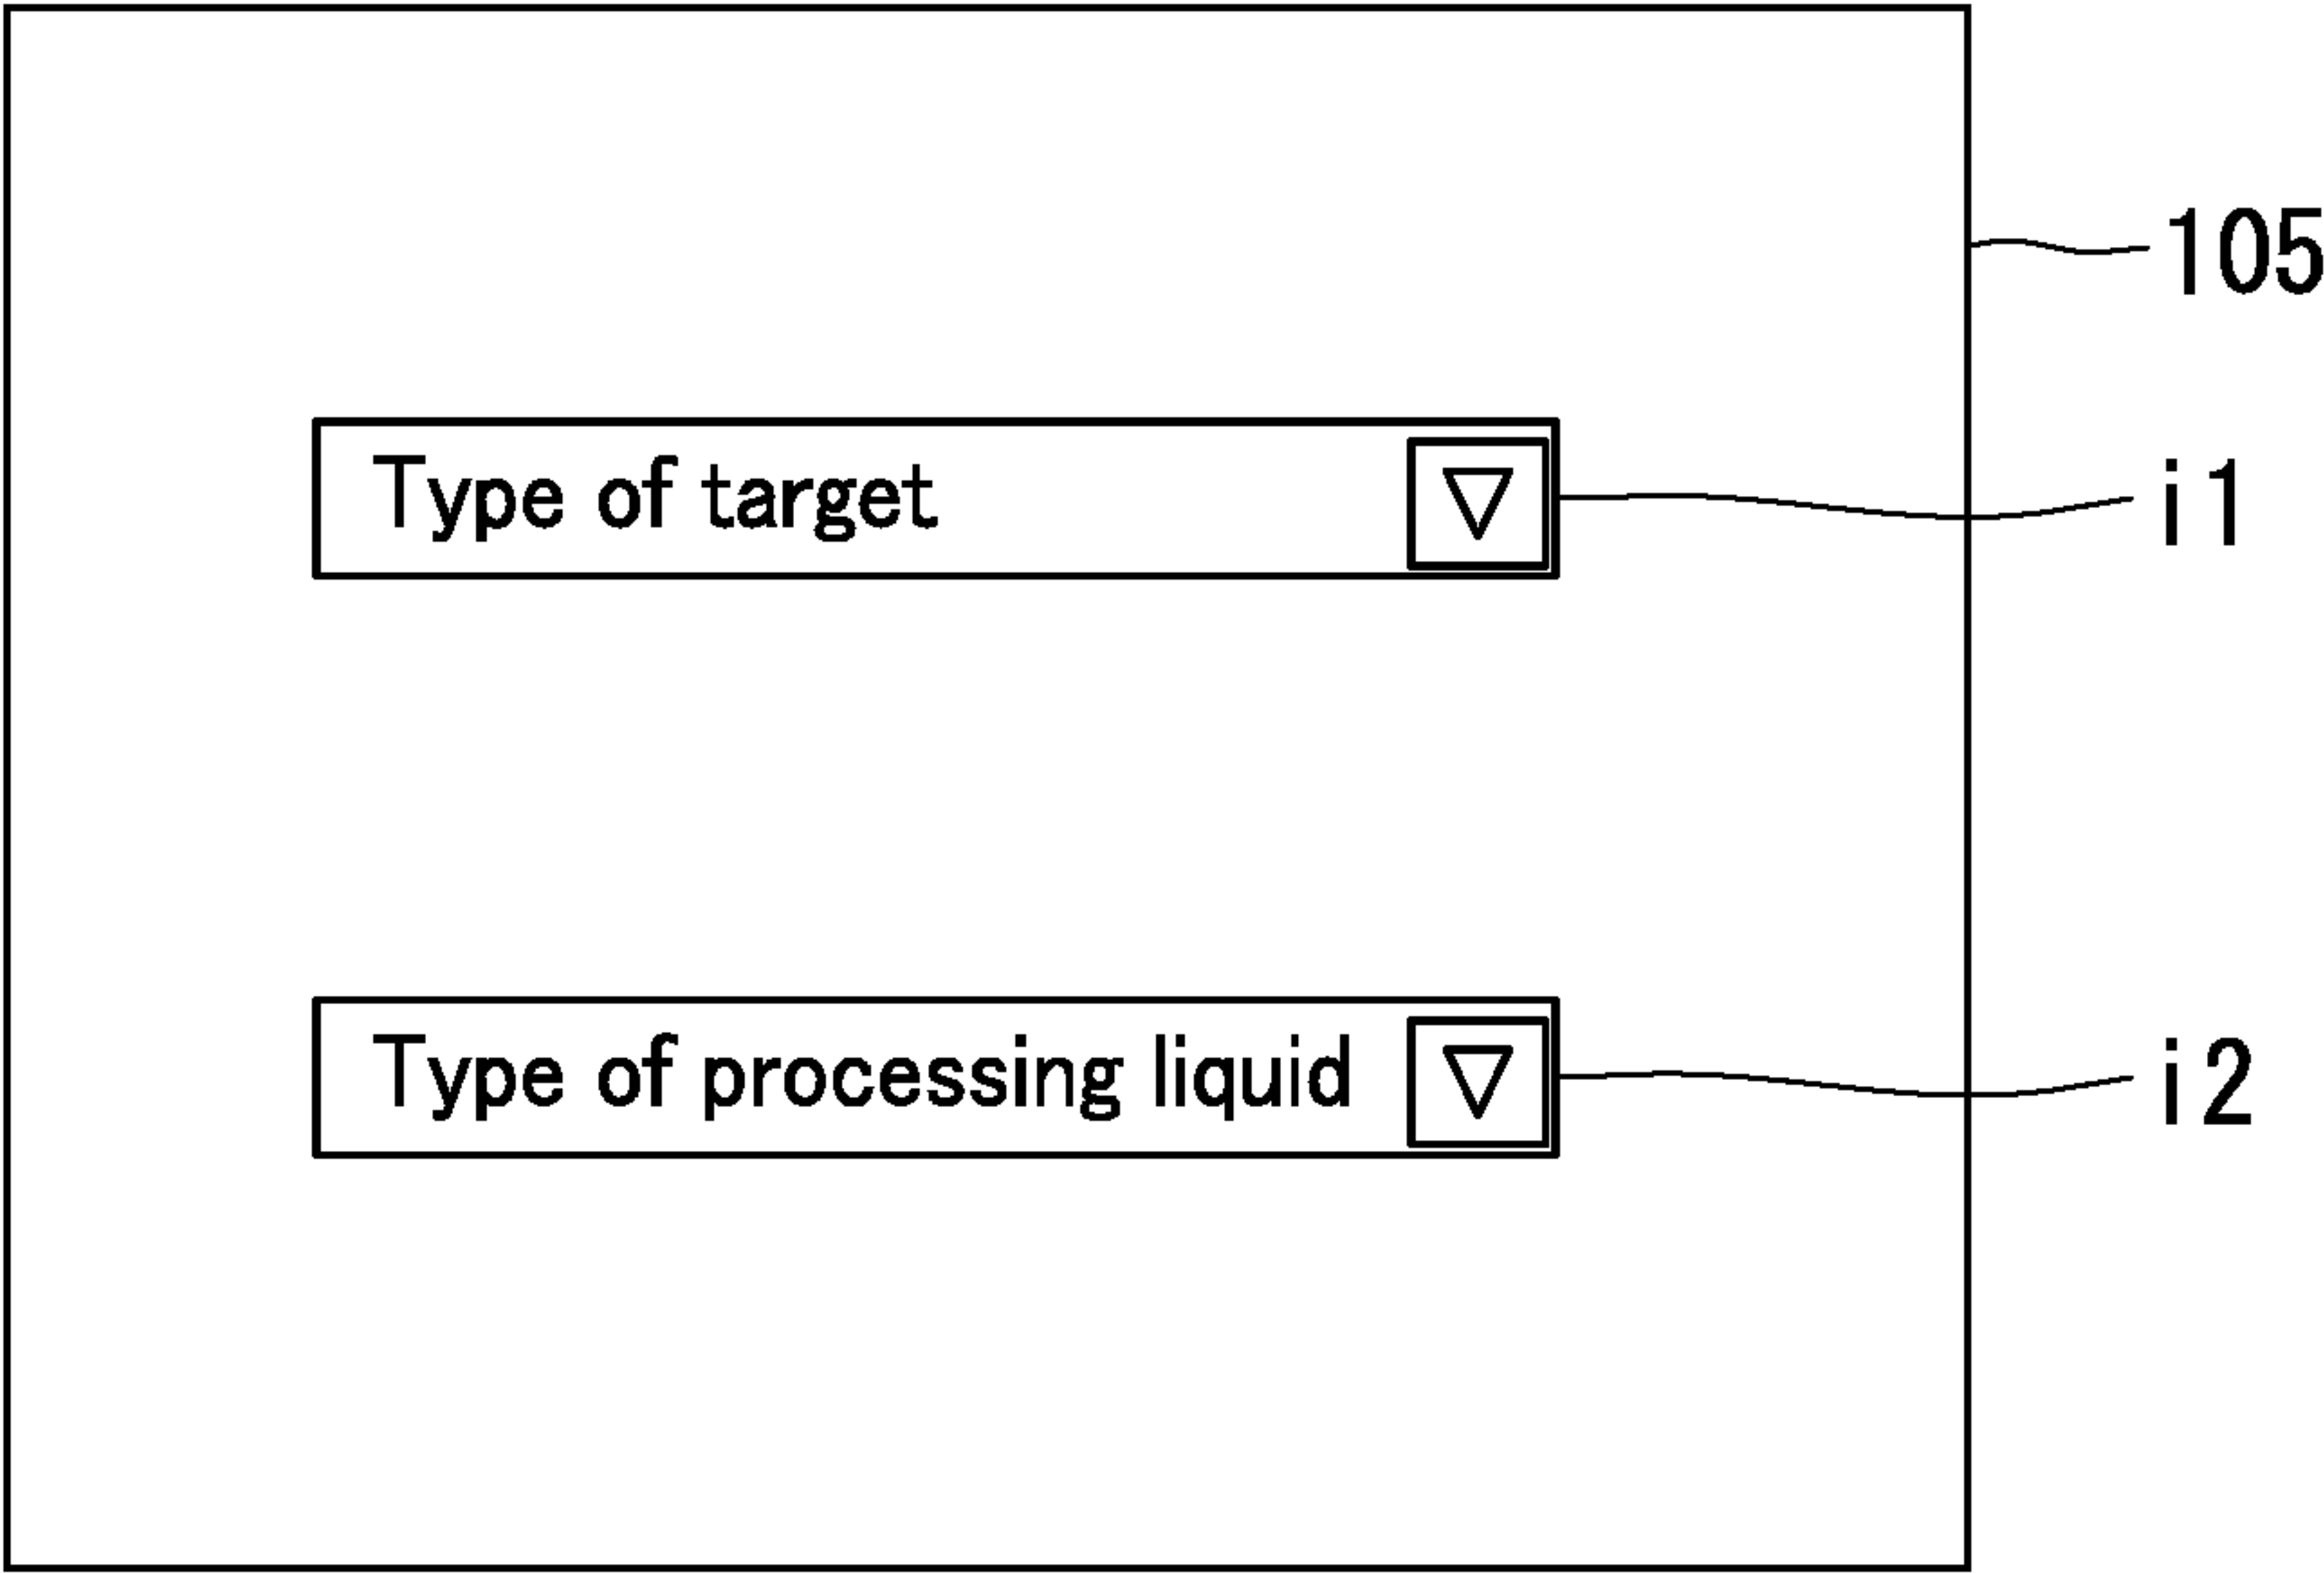 105
Type of target
i1
Type of processing liquid
i2